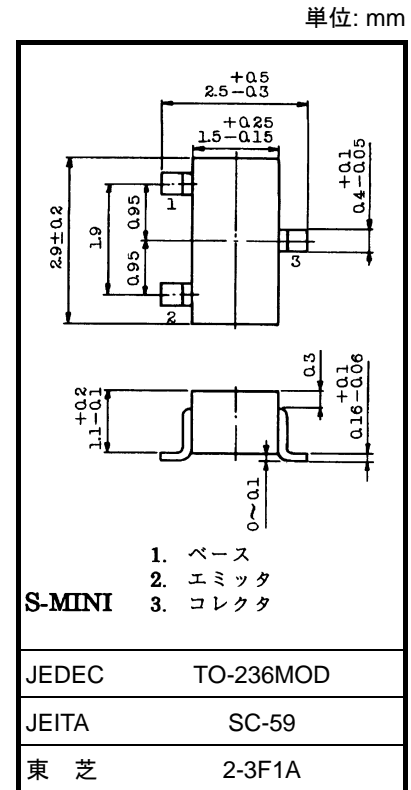 単位: mm
+0.5
2.5-0.3
+0.25
1.5-0.15
2.9±0.2
1.9
0.95
0.95
1
2
3
+0.1
0.4-0.05
+0.2
1.1-0.1
0.3
+0.1
0.16-0.06
0~0.1
1. ベース
2. エミッタ
S-MINI 3. コレクタ
JEDEC TO-236MOD
JEITA SC-59
東 芝 2-3F1A